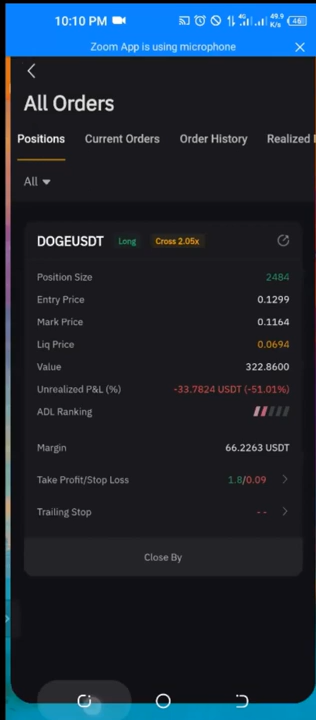 10:10 PM
4G
49.9 K/s
46
Zoom App is using microphone
All Orders
Positions Current Orders Order History Realized
All
DOGEUSDT Long Cross 2.05x
Position Size 2484
Entry Price 0.1299
Mark Price 0.1164
Liq Price 0.0694
Value 322.8600
Unrealized P&L (%) -33.7824 USDT (-51.01%)
ADL Ranking
Margin 66.2263 USDT
Take Profit/Stop Loss 1.8/0.09
Trailing Stop - -
Close By